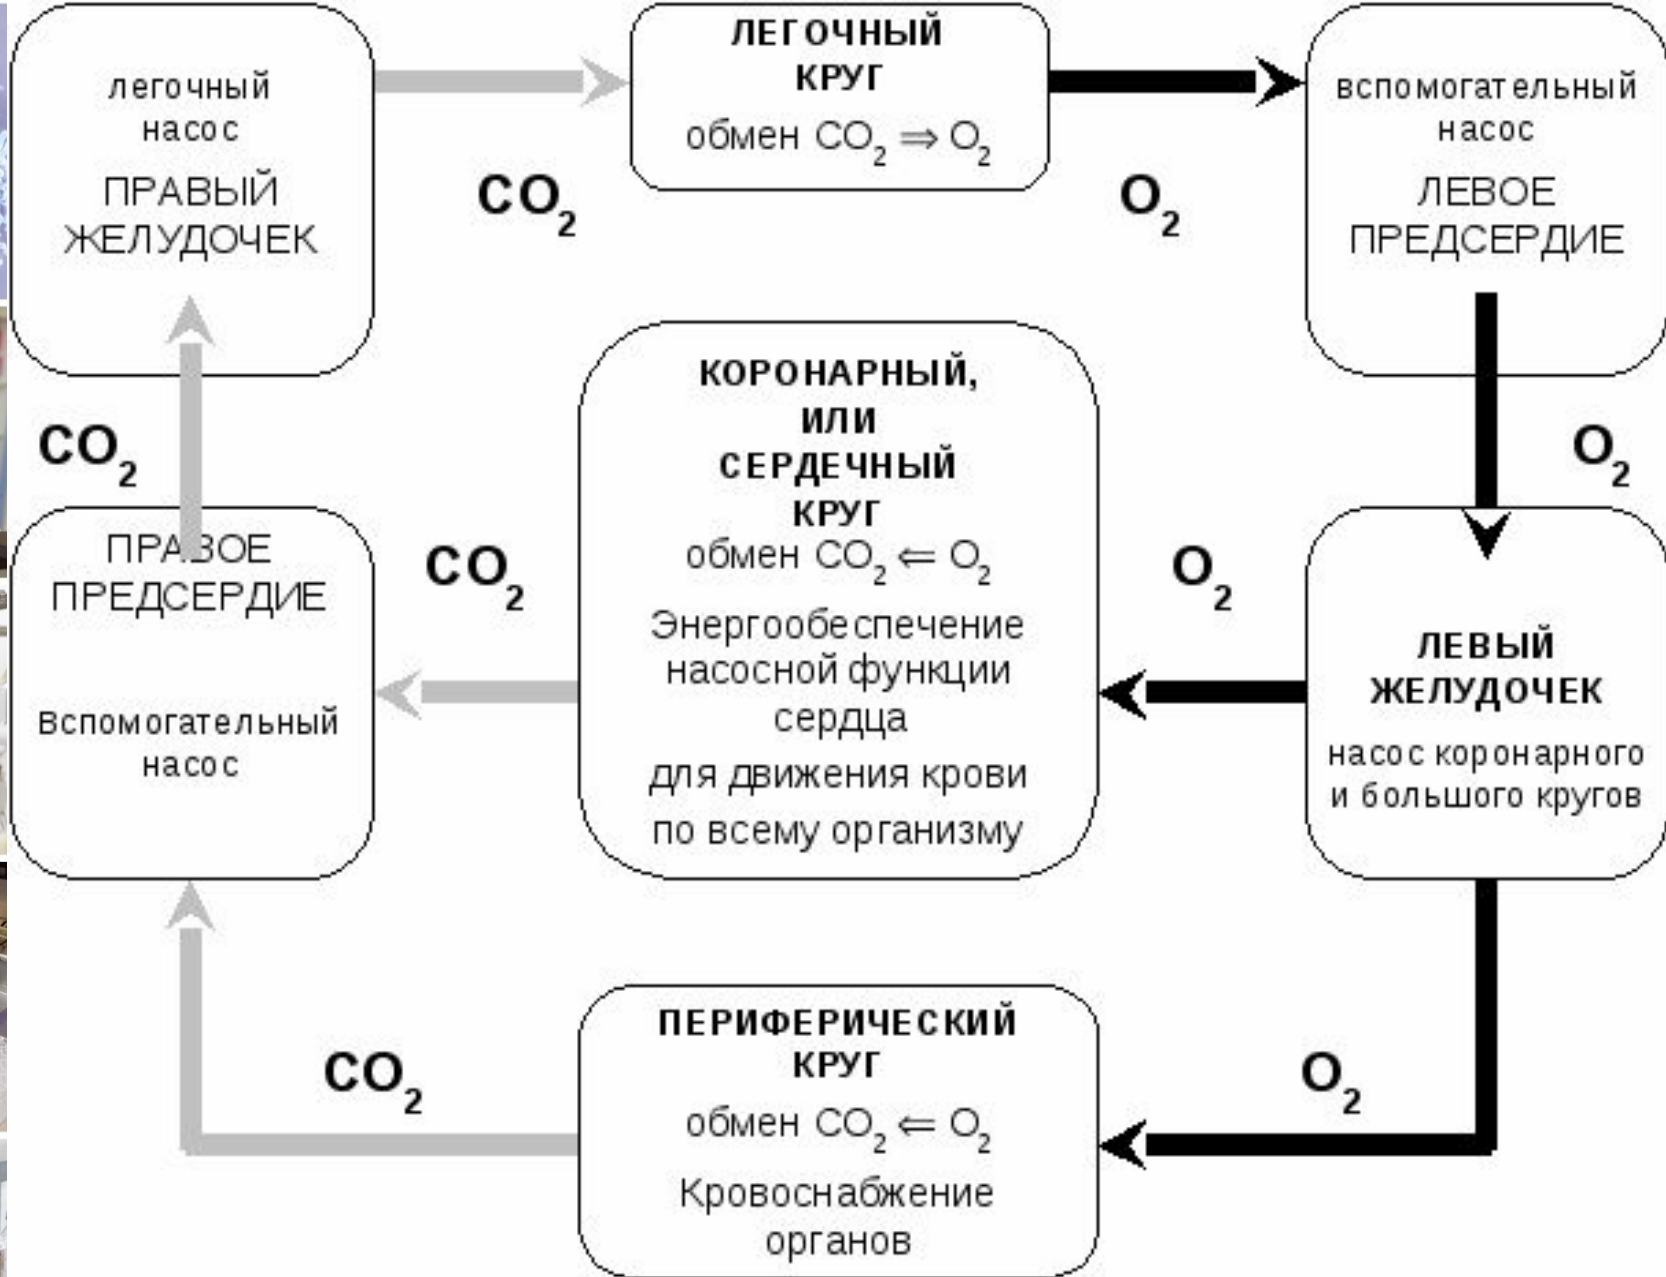 легочный
насос
ПРАВЫЙ
ЖЕЛУДОЧЕК
CO2
ЛЕГОЧНЫЙ
КРУГ
обмен CO2 ⇒ O2
O2
вспомогательный
насос
ЛЕВОЕ
ПРЕДСЕРДИЕ
CO2
ПРАВОЕ
ПРЕДСЕРДИЕ
Вспомогательный
насос
CO2
КОРОНАРНЫЙ,
ИЛИ
СЕРДЕЧНЫЙ
КРУГ
обмен CO2 ⇐ O2
Энергообеспечение
насосной функции
сердца
для движения крови
по всему организму
O2
O2
ЛЕВЫЙ
ЖЕЛУДОЧЕК
насос коронарного
и большого кругов
CO2
ПЕРИФЕРИЧЕСКИЙ
КРУГ
обмен CO2 ⇐ O2
Кровоснабжение
органов
O2